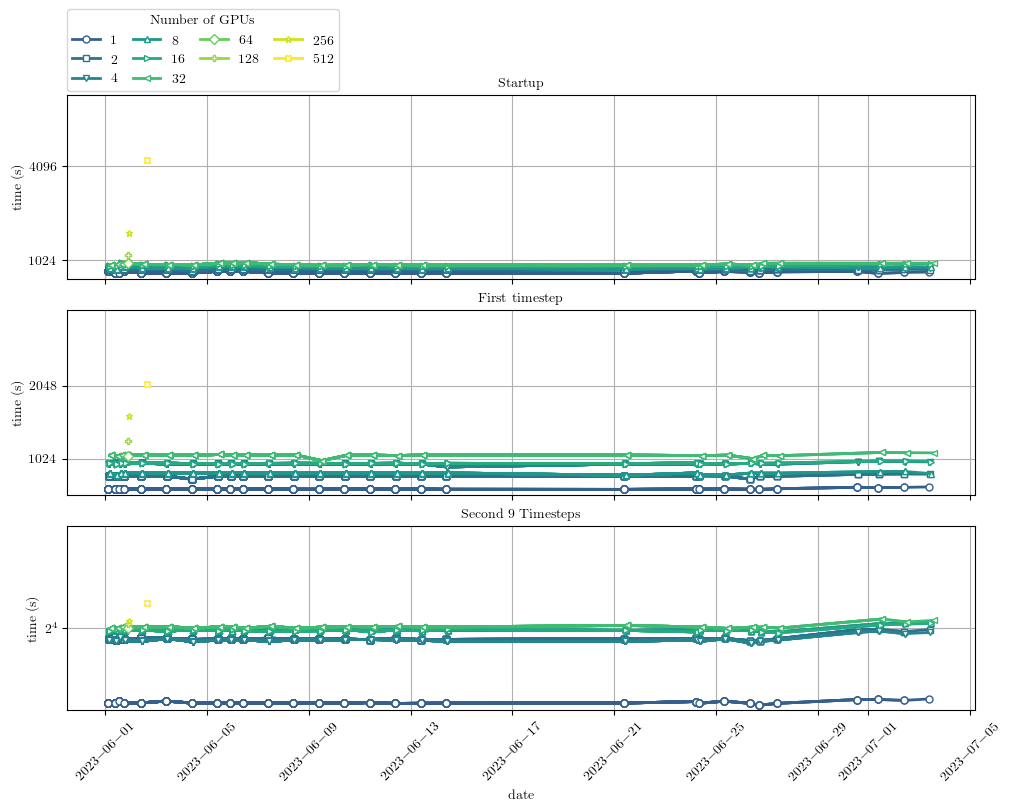 Number of GPUs
1 8 64 256
2 16 128 512
4 32
Startup
time (s)
4096
1024
First timestep
time (s)
2048
1024
Second 9 Timesteps
time (s)
2⁴
2023−06−01 2023−06−05 2023−06−09 2023−06−13 2023−06−17 2023−06−21 2023−06−25 2023−06−29 2023−07−01 2023−07−05
date